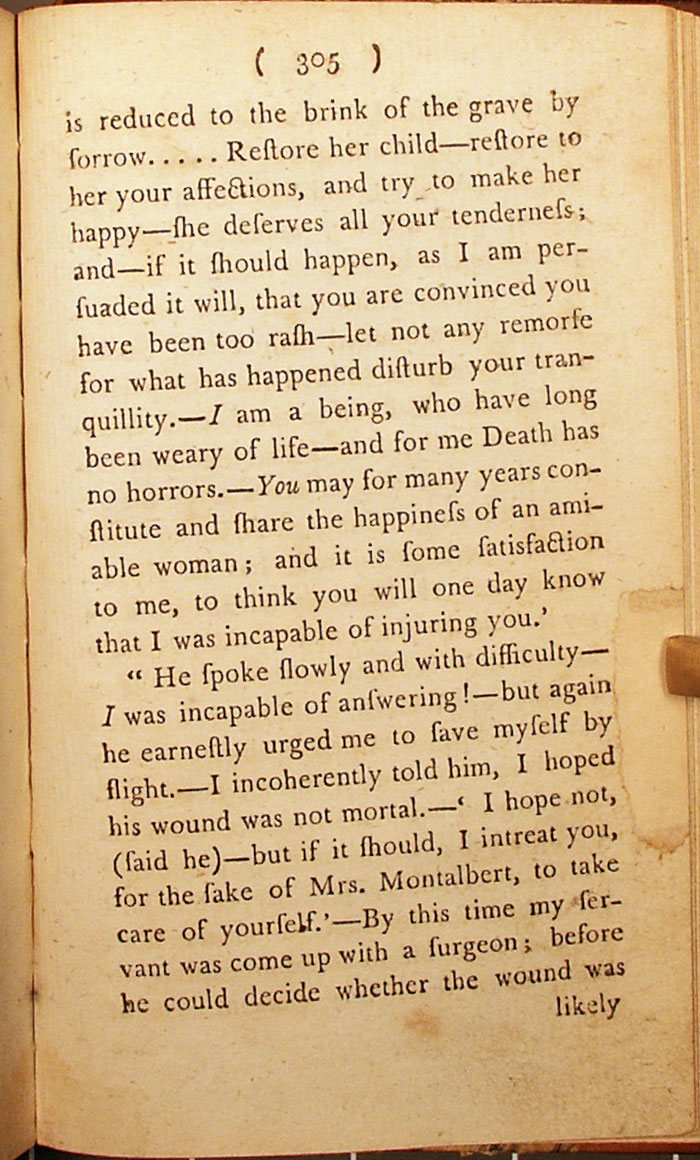 ( 305 )
is reduced to the brink of the grave by
ſorrow..... Reſtore her child—reſtore to
her your affections, and try to make her
happy—ſhe deſerves all your tenderneſs;
and—if it ſhould happen, as I am per-
ſuaded it will, that you are convinced you
have been too raſh—let not any remorſe
for what has happened diſturb your tran-
quillity.—I am a being, who have long
been weary of life—and for me Death has
no horrors.—You may for many years con-
ſtitute and ſhare the happineſs of an ami-
able woman; and it is ſome ſatisfaction
to me, to think you will one day know
that I was incapable of injuring you.’
“ He ſpoke ſlowly and with difficulty—
I was incapable of anſwering!—but again
he earneſtly urged me to ſave myſelf by
flight.—I incoherently told him, I hoped
his wound was not mortal.—‘ I hope not,
(ſaid he)—but if it ſhould, I intreat you,
for the ſake of Mrs. Montalbert, to take
care of yourſelf.’—By this time my ſer-
vant was come up with a ſurgeon; before
he could decide whether the wound was
likely